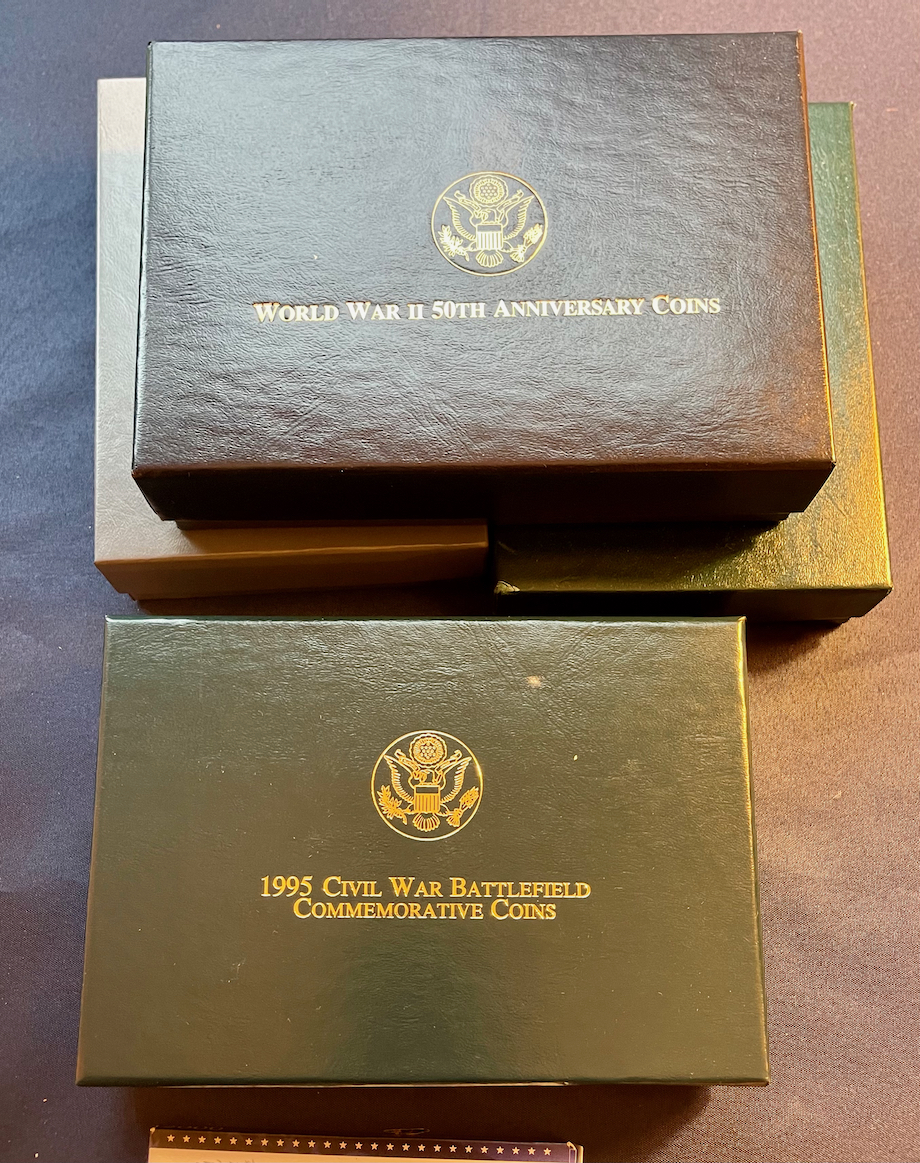 World War II 50th Anniversary Coins
1995 Civil War Battlefield
Commemorative Coins